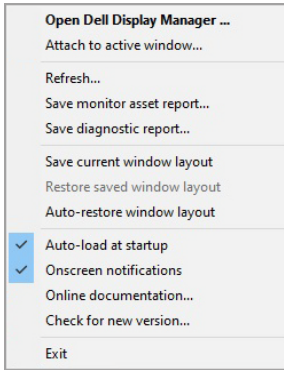 Open Dell Display Manager ...
Attach to active window...
Refresh...
Save monitor asset report...
Save diagnostic report...
Save current window layout
Restore saved window layout
Auto-restore window layout
Auto-load at startup
Onscreen notifications
Online documentation...
Check for new version...
Exit